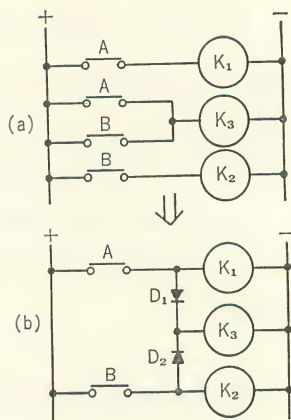 + −
A K₁
A
(a) K₃
B
B K₂
+ −
A K₁
D₁
(b) K₃
D₂
B K₂